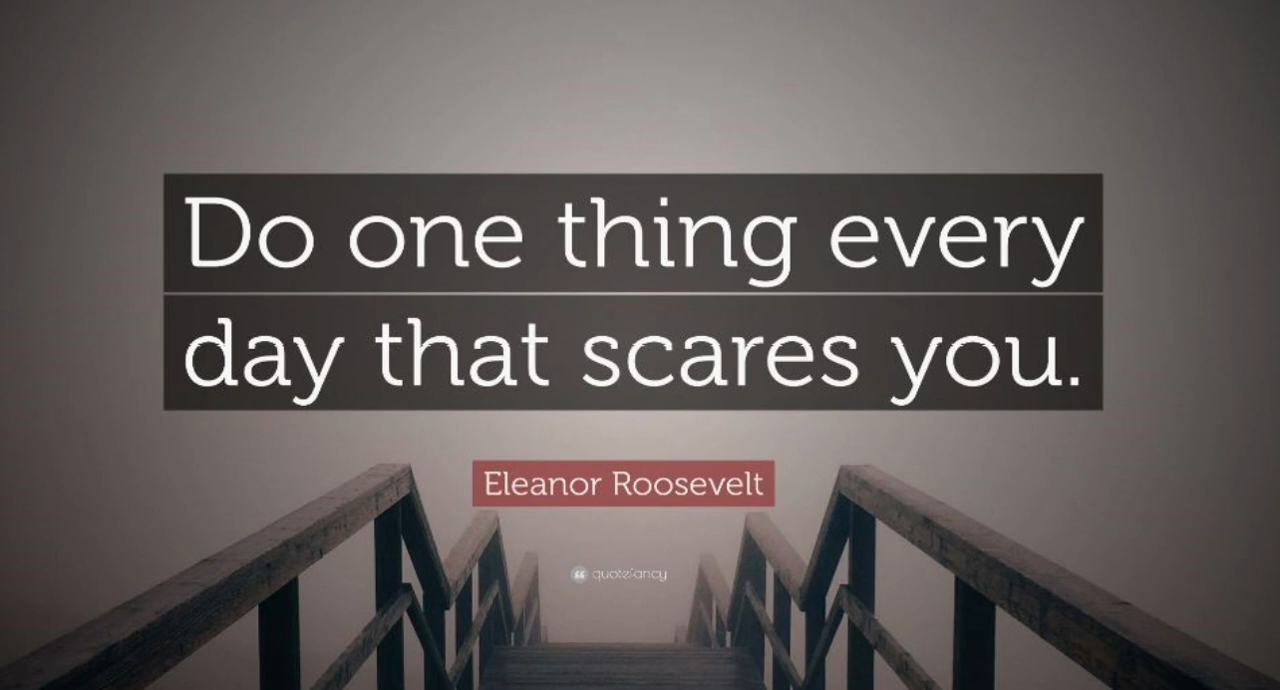 Do one thing every
day that scares you.
Eleanor Roosevelt
quotefancy